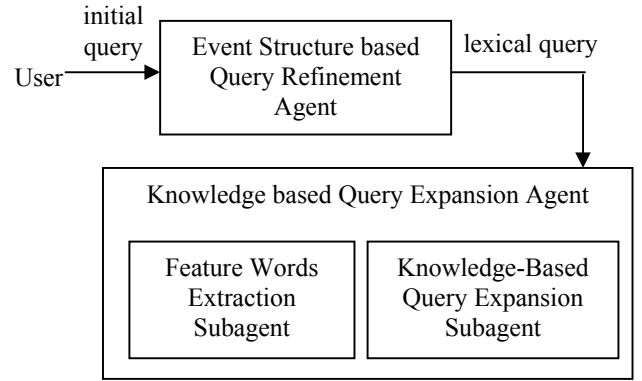 initial
query
User
Event Structure based
Query Refinement
Agent
lexical query
Knowledge based Query Expansion Agent
Feature Words
Extraction
Subagent
Knowledge-Based
Query Expansion
Subagent